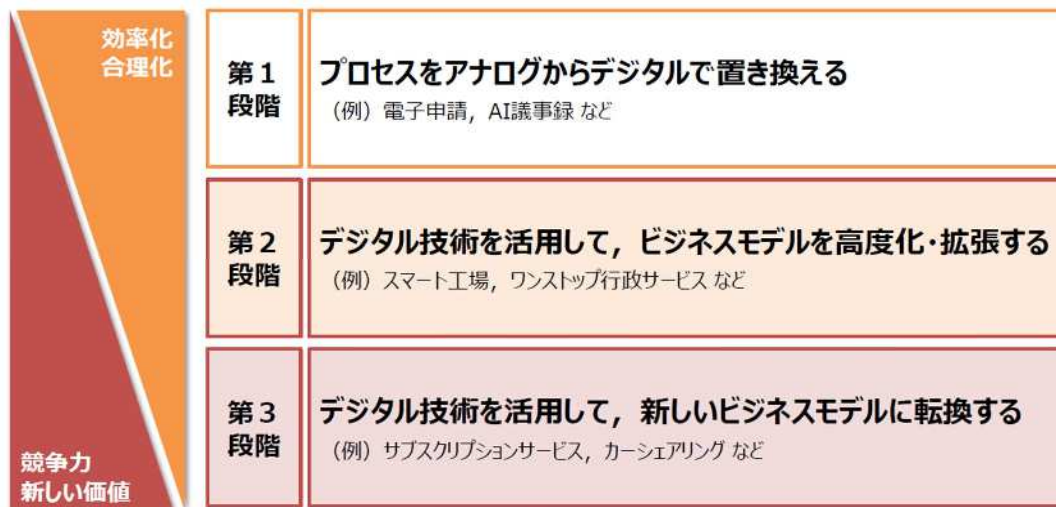 効率化
合理化
第1
段階
プロセスをアナログからデジタルで置き換える
（例）電子申請，AI議事録 など
第2
段階
デジタル技術を活用して，ビジネスモデルを高度化・拡張する
（例）スマート工場，ワンストップ行政サービス など
第3
段階
デジタル技術を活用して，新しいビジネスモデルに転換する
（例）サブスクリプションサービス，カーシェアリング など
競争力
新しい価値